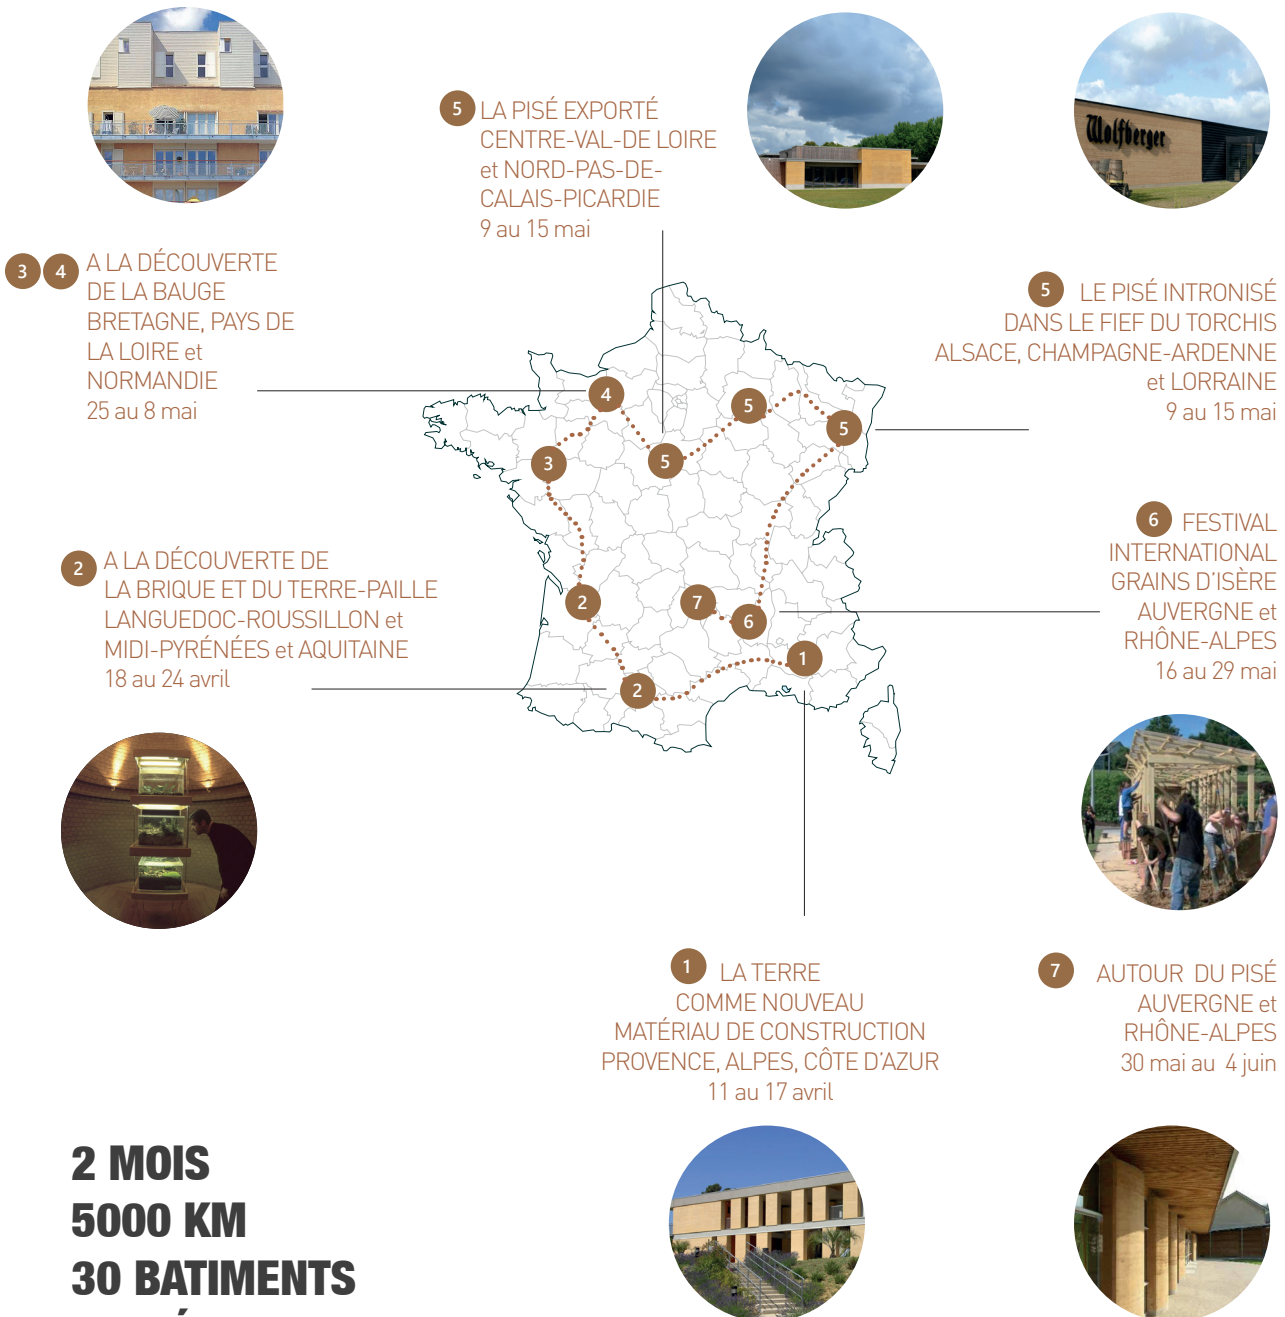 5 LA PISÉ EXPORTÉ
CENTRE-VAL-DE LOIRE
et NORD-PAS-DE-
CALAIS-PICARDIE
9 au 15 mai
Wolfberger
3 4 A LA DÉCOUVERTE
DE LA BAUGE
BRETAGNE, PAYS DE
LA LOIRE et
NORMANDIE
25 au 8 mai
5 LE PISÉ INTRONISÉ
DANS LE FIEF DU TORCHIS
ALSACE, CHAMPAGNE-ARDENNE
et LORRAINE
9 au 15 mai
4
5
5
3
5
2 A LA DÉCOUVERTE DE
LA BRIQUE ET DU TERRE-PAILLE
LANGUEDOC-ROUSSILLON et
MIDI-PYRÉNÉES et AQUITAINE
18 au 24 avril
2
7
6
1
2
6 FESTIVAL
INTERNATIONAL
GRAINS D'ISÈRE
AUVERGNE et
RHÔNE-ALPES
16 au 29 mai
1 LA TERRE
COMME NOUVEAU
MATÉRIAU DE CONSTRUCTION
PROVENCE, ALPES, CÔTE D'AZUR
11 au 17 avril
7 AUTOUR DU PISÉ
AUVERGNE et
RHÔNE-ALPES
30 mai au 4 juin
2 MOIS
5000 KM
30 BATIMENTS